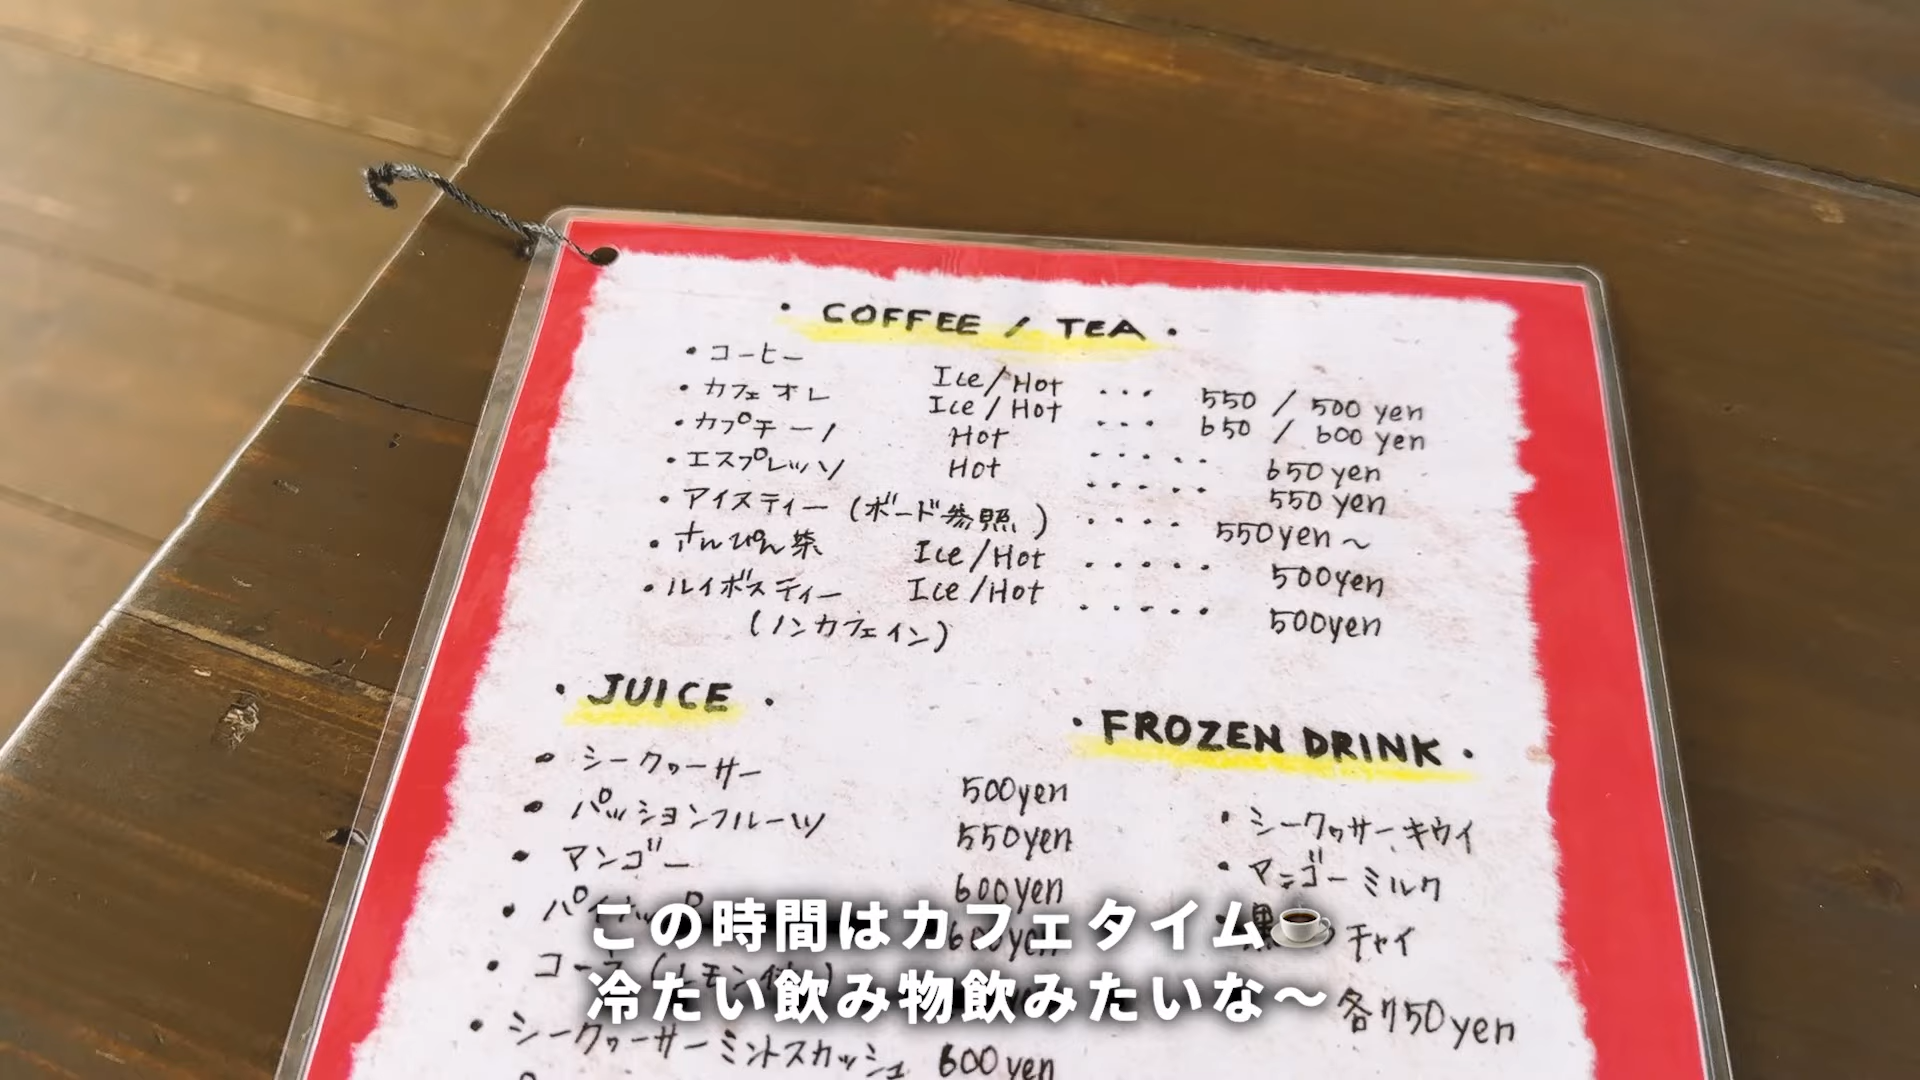 ・COFFEE / TEA・
・コーヒー Ice/Hot ... 550 / 500 yen
・カフェオレ Ice/Hot ... 650 / 600 yen
・カプチーノ Hot ..... 650yen
・エスプレッソ Hot ..... 550yen
・アイスティー (ボード参照) .... 550yen〜
・さんぴん茶 Ice/Hot ..... 500yen
・ルイボスティー Ice/Hot ..... 500yen
(ノンカフェイン)
・JUICE・
・シークヮーサー 500yen
・パッションフルーツ 550yen
・マンゴー 600yen
600yen
・シークヮーサーミントスカッシュ 600yen
・FROZEN DRINK・
・シークヮサーキウイ
・マンゴーミルク
チャイ
各750yen
この時間はカフェタイム☕
冷たい飲み物飲みたいな〜